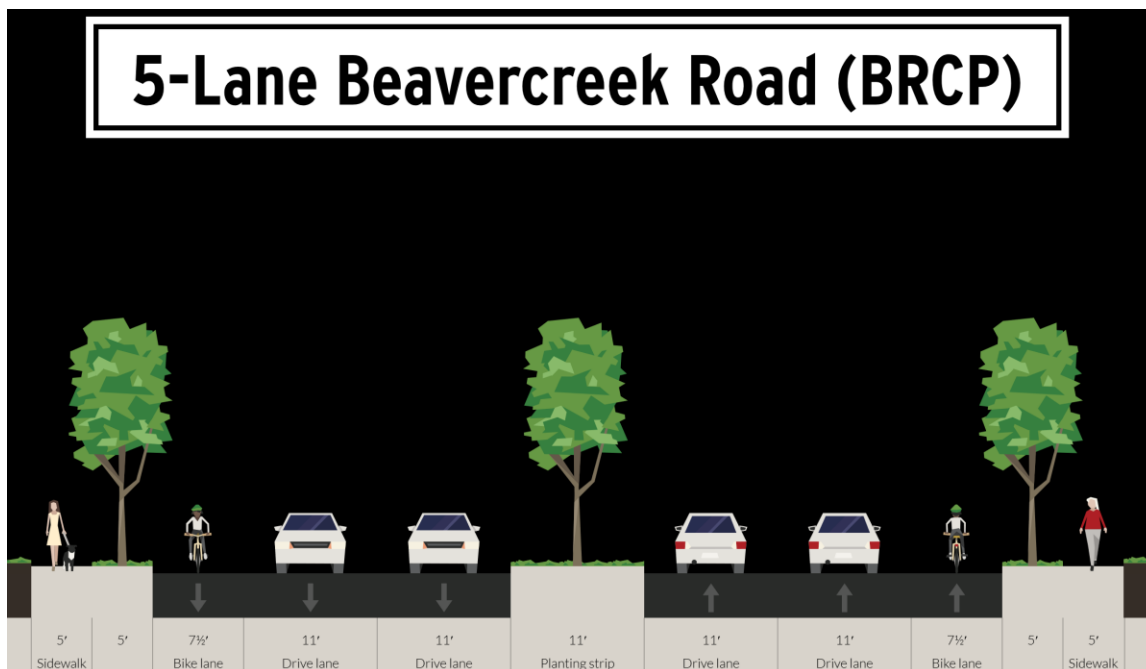 5-Lane Beavercreek Road (BRCP)
5′ 5′ 7½′ 11′ 11′ 11′ 11′ 11′ 7½′ 5′ 5′
Sidewalk Bike lane Drive lane Drive lane Planting strip Drive lane Drive lane Bike lane Sidewalk